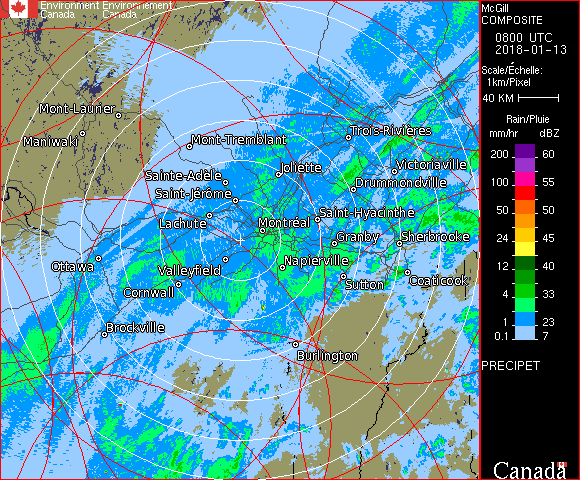 Environment Environnement
Canada Canada
McGill
COMPOSITE
0800 UTC
2018-01-13
Scale/Échelle:
1km/Pixel
40 KM
Rain/Pluie
mm/hr dBZ
200 60
100 55
50 50
24 45
12 40
4 33
1 23
0.1 7
PRECIPET
Canada
Mont-Laurier
Maniwaki
Mont-Tremblant
Trois-Rivières
Sainte-Adèle
Joliette
Victoriaville
Saint-Jérôme
Drummondville
Lachute
Montréal
Saint-Hyacinthe
Granby
Sherbrooke
Ottawa
Valleyfield
Napierville
Cornwall
Sutton
Coaticook
Brockville
Burlington